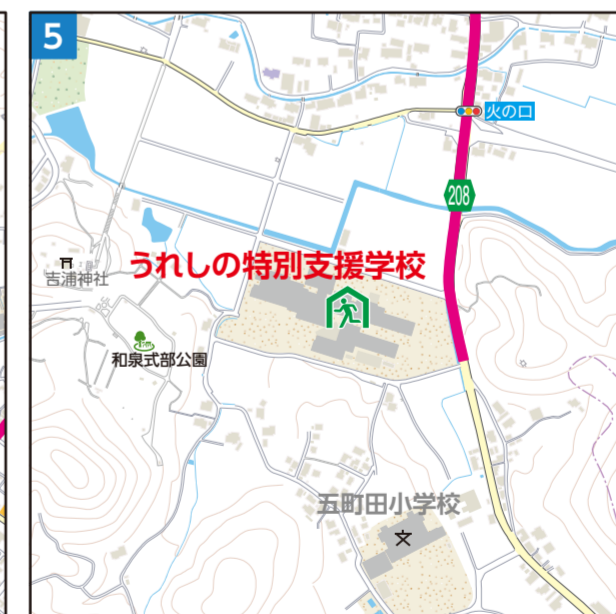 5
火の口
208
うれしの特別支援学校
吉浦神社
和泉式部公園
五町田小学校
文